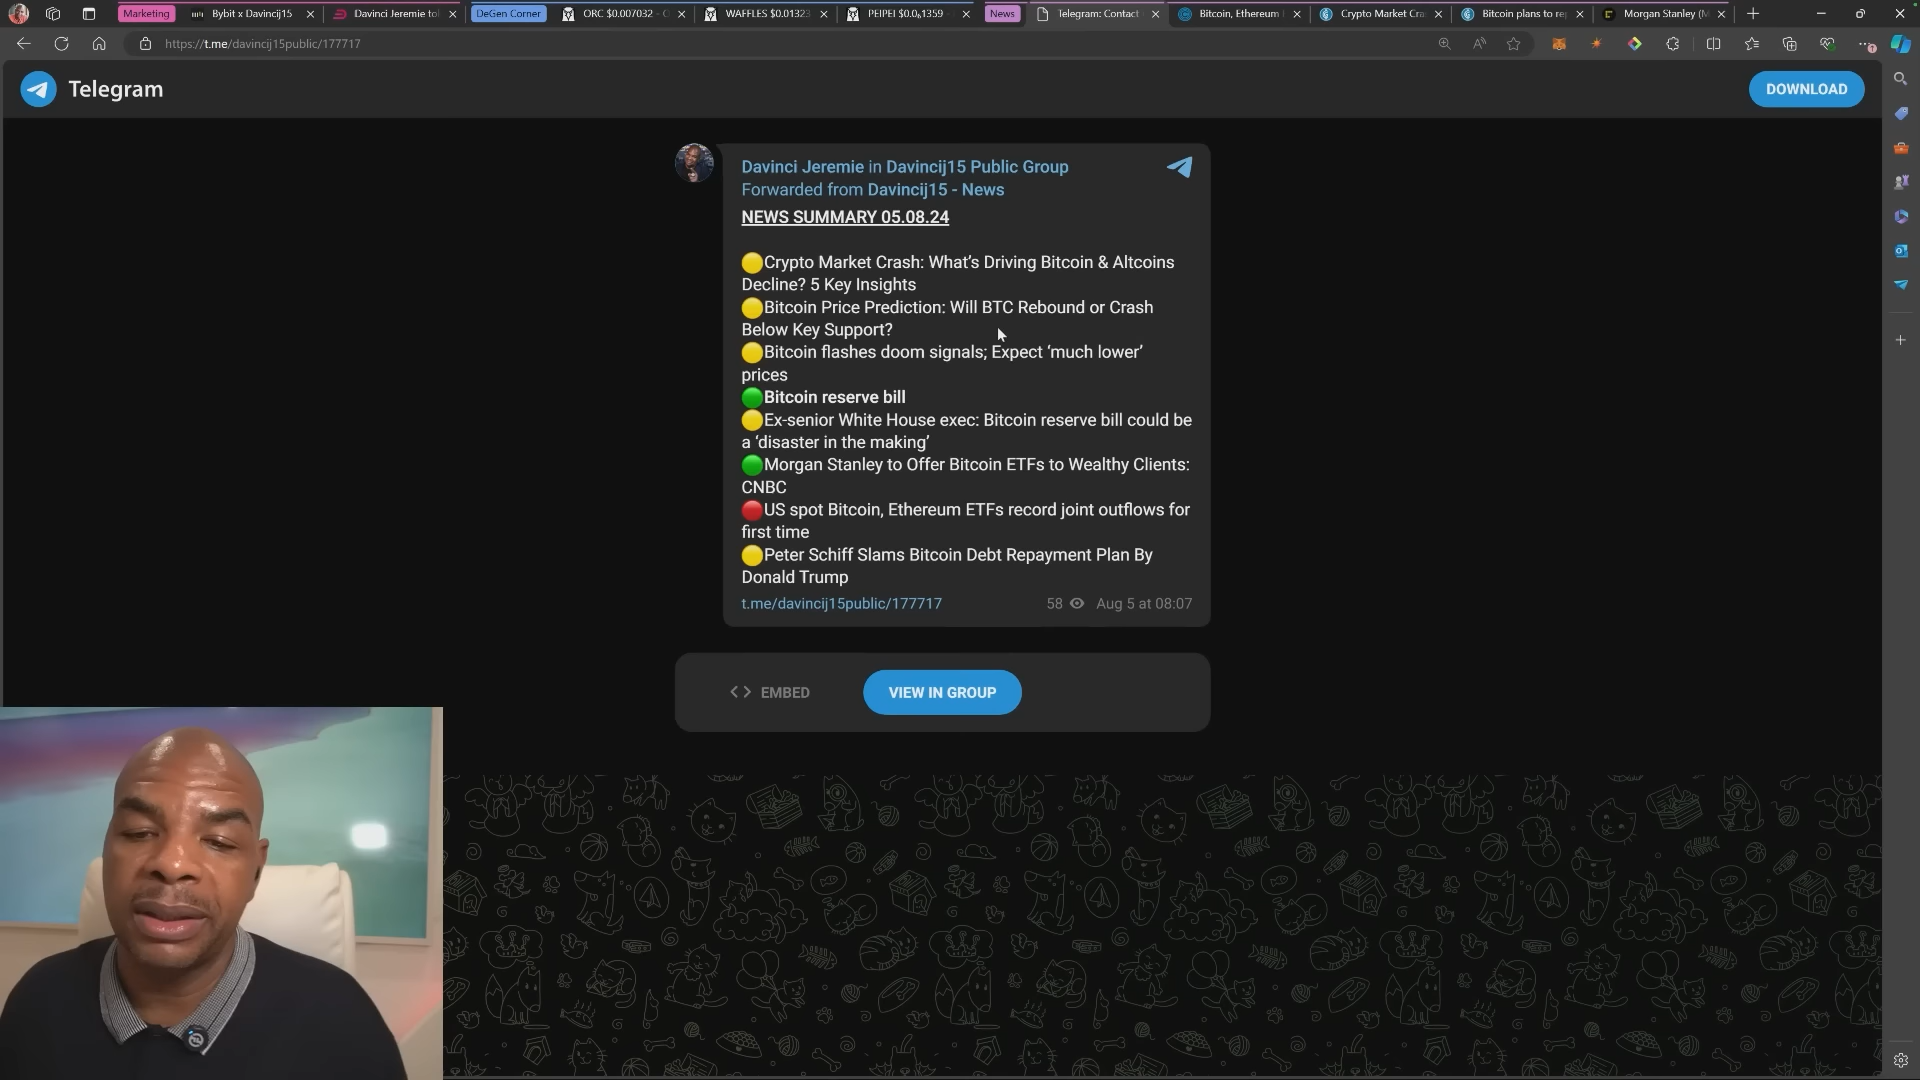 Marketing
Bybit x Davincij15
Davinci Jeremie to
DeGen Corner
ORC $0.007032
WAFFLES $0.01323
PEIPEI $0.0₆1359
News
Telegram: Contact
Bitcoin, Ethereum
Crypto Market Cra
Bitcoin plans to re
Morgan Stanley (M
https://t.me/davincij15public/177717
Telegram
DOWNLOAD
Davinci Jeremie in Davincij15 Public Group
Forwarded from Davincij15 - News
NEWS SUMMARY 05.08.24
Crypto Market Crash: What's Driving Bitcoin & Altcoins
Decline? 5 Key Insights
Bitcoin Price Prediction: Will BTC Rebound or Crash
Below Key Support?
Bitcoin flashes doom signals; Expect ‘much lower’
prices
Bitcoin reserve bill
Ex-senior White House exec: Bitcoin reserve bill could be
a ‘disaster in the making’
Morgan Stanley to Offer Bitcoin ETFs to Wealthy Clients:
CNBC
US spot Bitcoin, Ethereum ETFs record joint outflows for
first time
Peter Schiff Slams Bitcoin Debt Repayment Plan By
Donald Trump
t.me/davincij15public/177717
58
Aug 5 at 08:07
EMBED
VIEW IN GROUP